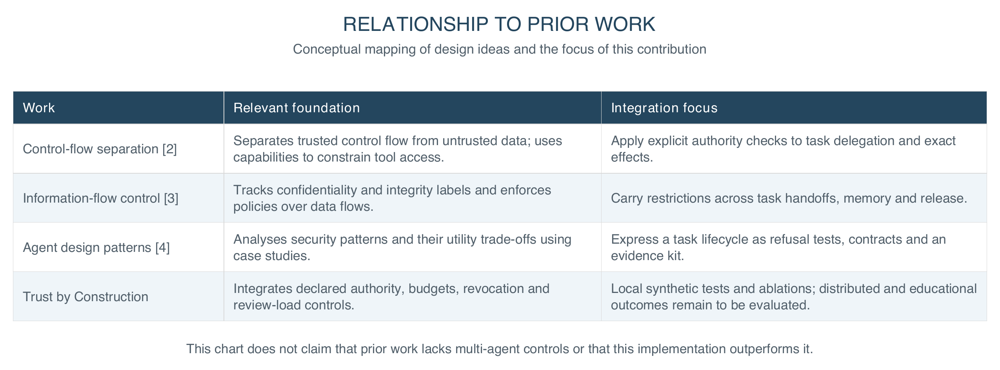 RELATIONSHIP TO PRIOR WORK
Conceptual mapping of design ideas and the focus of this contribution
Work
Relevant foundation
Integration focus
Control-flow separation [2]
Separates trusted control flow from untrusted data; uses
capabilities to constrain tool access.
Apply explicit authority checks to task delegation and exact
effects.
Information-flow control [3]
Tracks confidentiality and integrity labels and enforces
policies over data flows.
Carry restrictions across task handoffs, memory and release.
Agent design patterns [4]
Analyses security patterns and their utility trade-offs using
case studies.
Express a task lifecycle as refusal tests, contracts and an
evidence kit.
Trust by Construction
Integrates declared authority, budgets, revocation and
review-load controls.
Local synthetic tests and ablations; distributed and educational
outcomes remain to be evaluated.
This chart does not claim that prior work lacks multi-agent controls or that this implementation outperforms it.